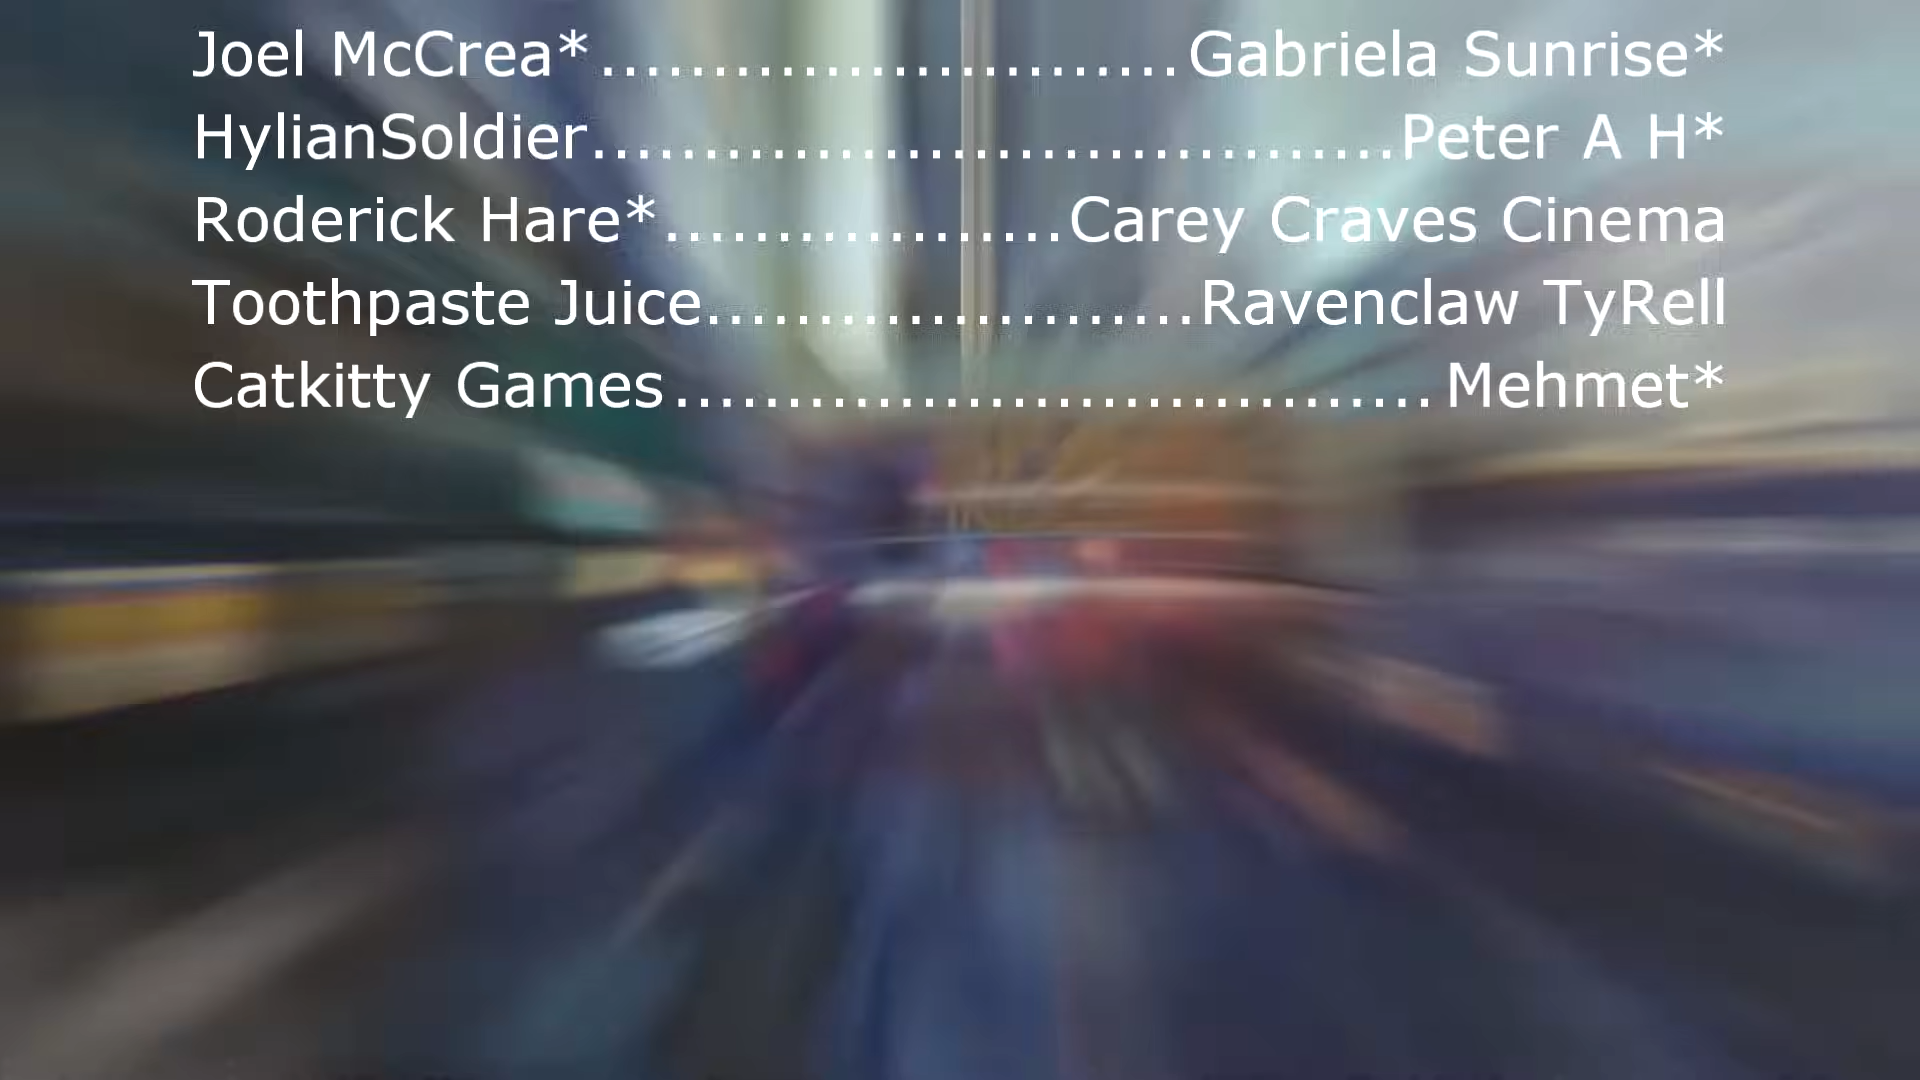 Joel McCrea*..........................Gabriela Sunrise*
HylianSoldier....................................Peter A H*
Roderick Hare*..................Carey Craves Cinema
Toothpaste Juice......................Ravenclaw TyRell
Catkitty Games..................................Mehmet*